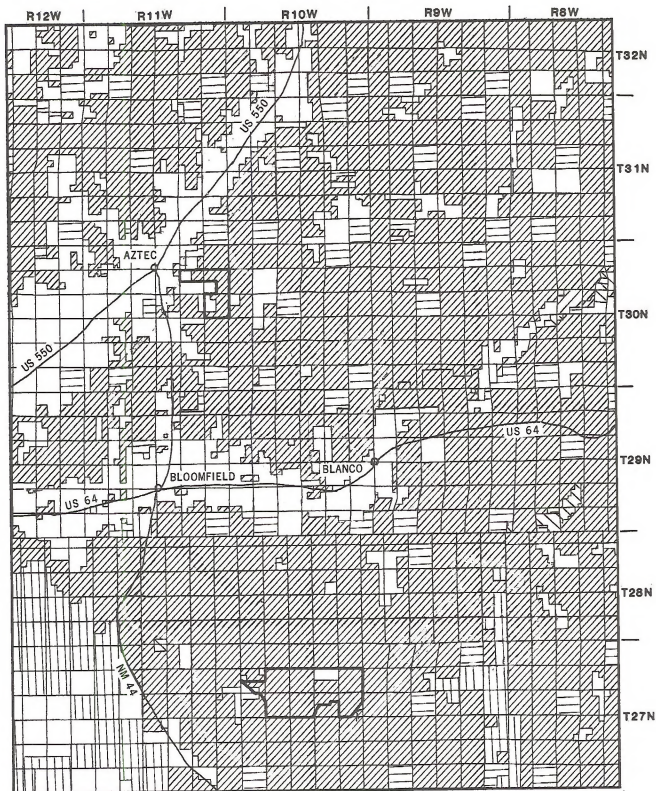 R12W R11W R10W R9W R8W
T32N
US 550
T31N
AZTEC
T30N
US 550
US 64
T29N
BLOOMFIELD
BLANCO
US 64
T28N
NM 44
T27N